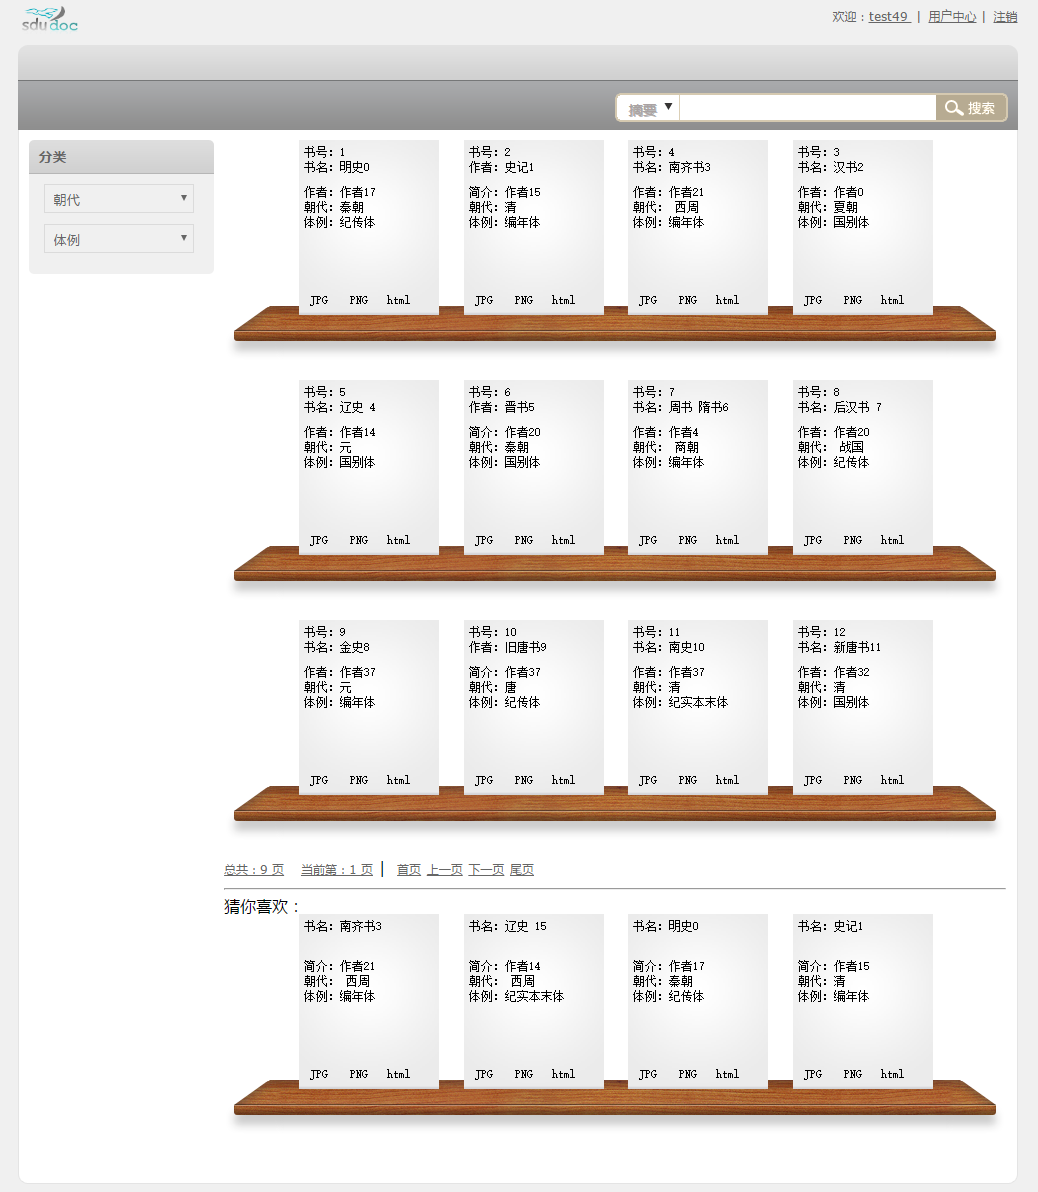 sdudoc
欢迎：test49 | 用户中心 | 注销
摘要 ▼ 搜索
分类
朝代 ▼
体例 ▼
书号：1
书名：明史0
作者：作者17
朝代：秦朝
体例：纪传体
JPG PNG html
书号：2
作者：史记1
简介：作者15
朝代：清
体例：编年体
JPG PNG html
书号：4
书名：南齐书3
作者：作者21
朝代： 西周
体例：编年体
JPG PNG html
书号：3
书名：汉书2
作者：作者0
朝代：夏朝
体例：国别体
JPG PNG html
书号：5
书名：辽史 4
作者：作者14
朝代：元
体例：国别体
JPG PNG html
书号：6
作者：晋书5
简介：作者20
朝代：秦朝
体例：国别体
JPG PNG html
书号：7
书名：周书 隋书6
作者：作者4
朝代： 商朝
体例：编年体
JPG PNG html
书号：8
书名：后汉书 7
作者：作者20
朝代： 战国
体例：纪传体
JPG PNG html
书号：9
书名：金史8
作者：作者37
朝代：元
体例：编年体
JPG PNG html
书号：10
作者：旧唐书9
简介：作者37
朝代：唐
体例：纪传体
JPG PNG html
书号：11
书名：南史10
作者：作者37
朝代：清
体例：纪实本末体
JPG PNG html
书号：12
书名：新唐书11
作者：作者32
朝代：清
体例：国别体
JPG PNG html
总共：9 页 当前第：1 页 | 首页 上一页 下一页 尾页
猜你喜欢：
书名：南齐书3
简介：作者21
朝代： 西周
体例：编年体
JPG PNG html
书名：辽史 15
简介：作者14
朝代： 西周
体例：纪实本末体
JPG PNG html
书名：明史0
简介：作者17
朝代：秦朝
体例：纪传体
JPG PNG html
书名：史记1
简介：作者15
朝代：清
体例：编年体
JPG PNG html